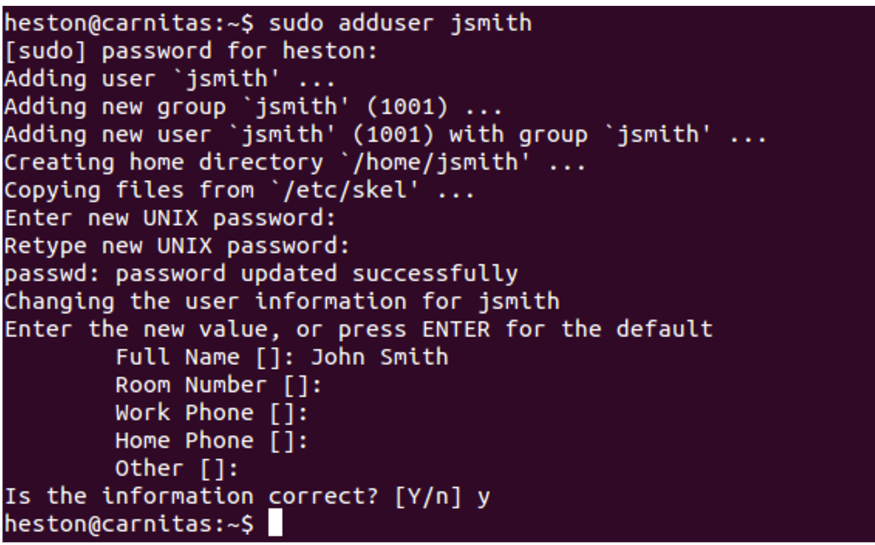 heston@carnitas:~$ sudo adduser jsmith
[sudo] password for heston:
Adding user `jsmith' ...
Adding new group `jsmith' (1001) ...
Adding new user `jsmith' (1001) with group `jsmith' ...
Creating home directory `/home/jsmith' ...
Copying files from `/etc/skel' ...
Enter new UNIX password:
Retype new UNIX password:
passwd: password updated successfully
Changing the user information for jsmith
Enter the new value, or press ENTER for the default
        Full Name []: John Smith
        Room Number []:
        Work Phone []:
        Home Phone []:
        Other []:
Is the information correct? [Y/n] y
heston@carnitas:~$